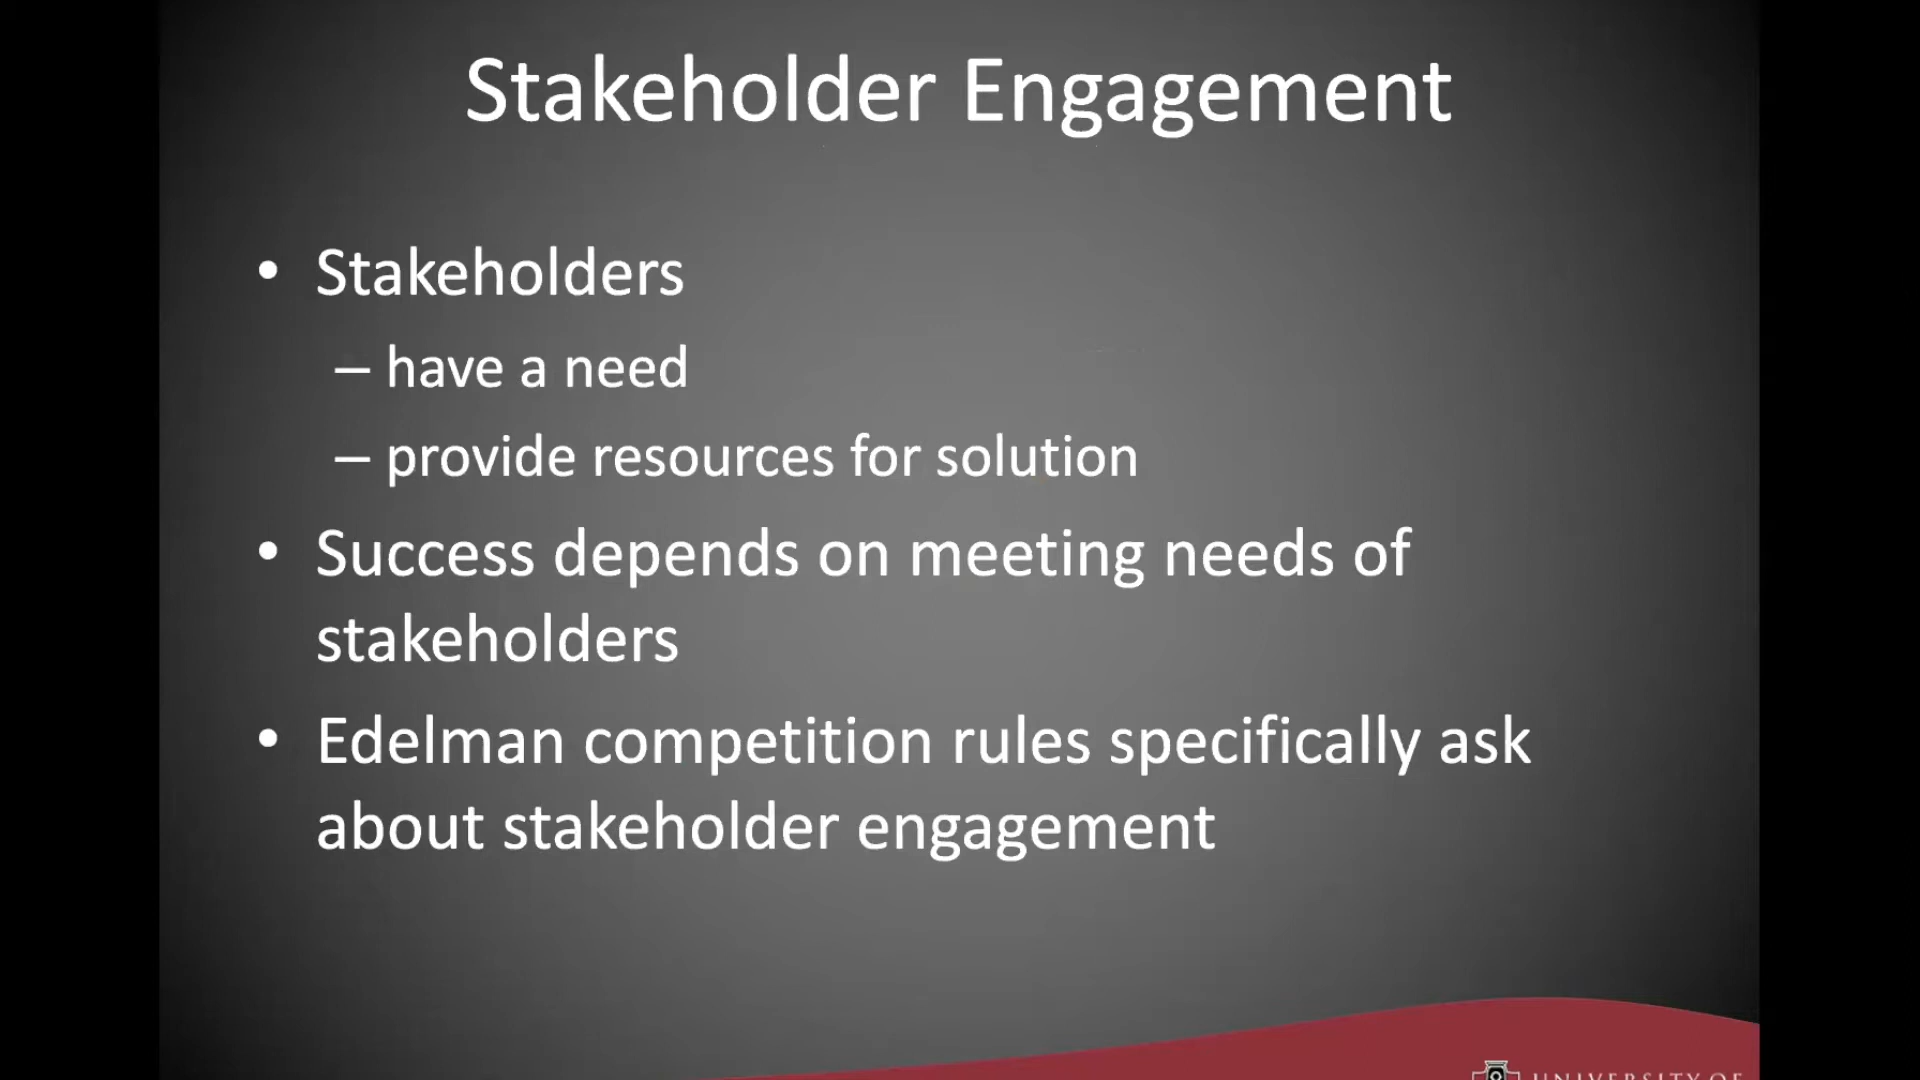 Stakeholder Engagement
• Stakeholders
– have a need
– provide resources for solution
• Success depends on meeting needs of
stakeholders
• Edelman competition rules specifically ask
about stakeholder engagement
UNIVERSITY OF